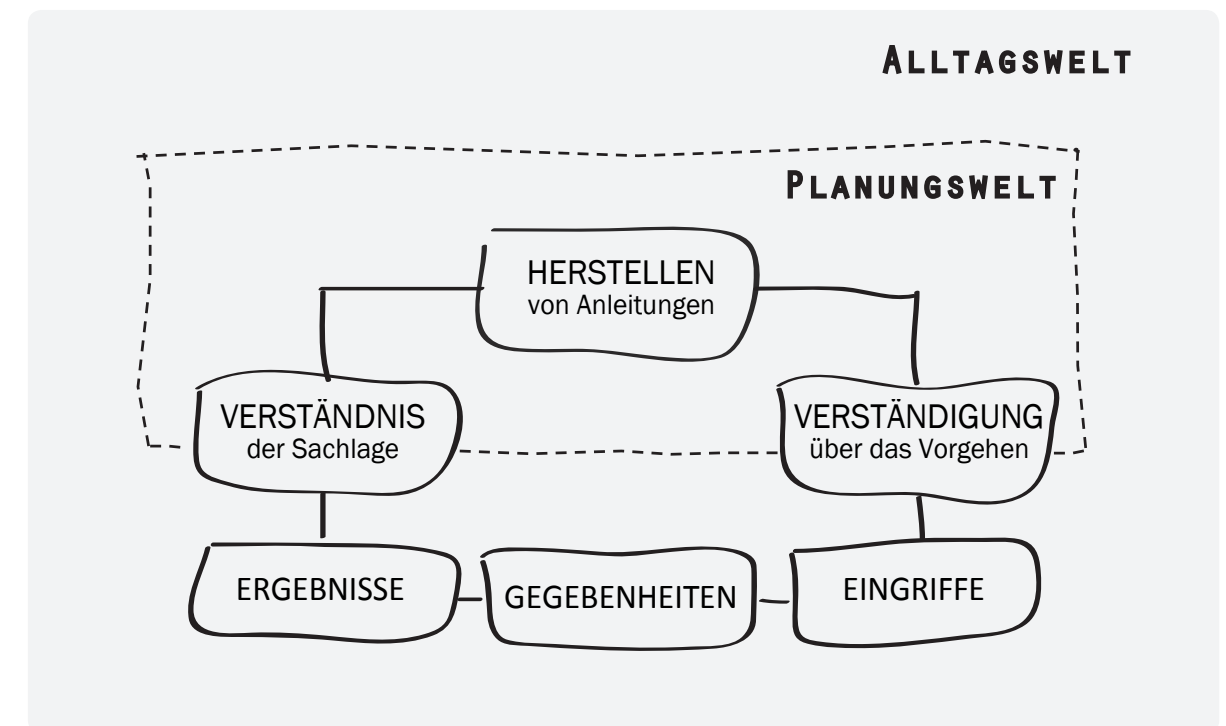 ALLTAGSWELT
PLANUNGSWELT
HERSTELLEN
von Anleitungen
VERSTÄNDNIS
der Sachlage
VERSTÄNDIGUNG
über das Vorgehen
ERGEBNISSE
GEGEBENHEITEN
EINGRIFFE